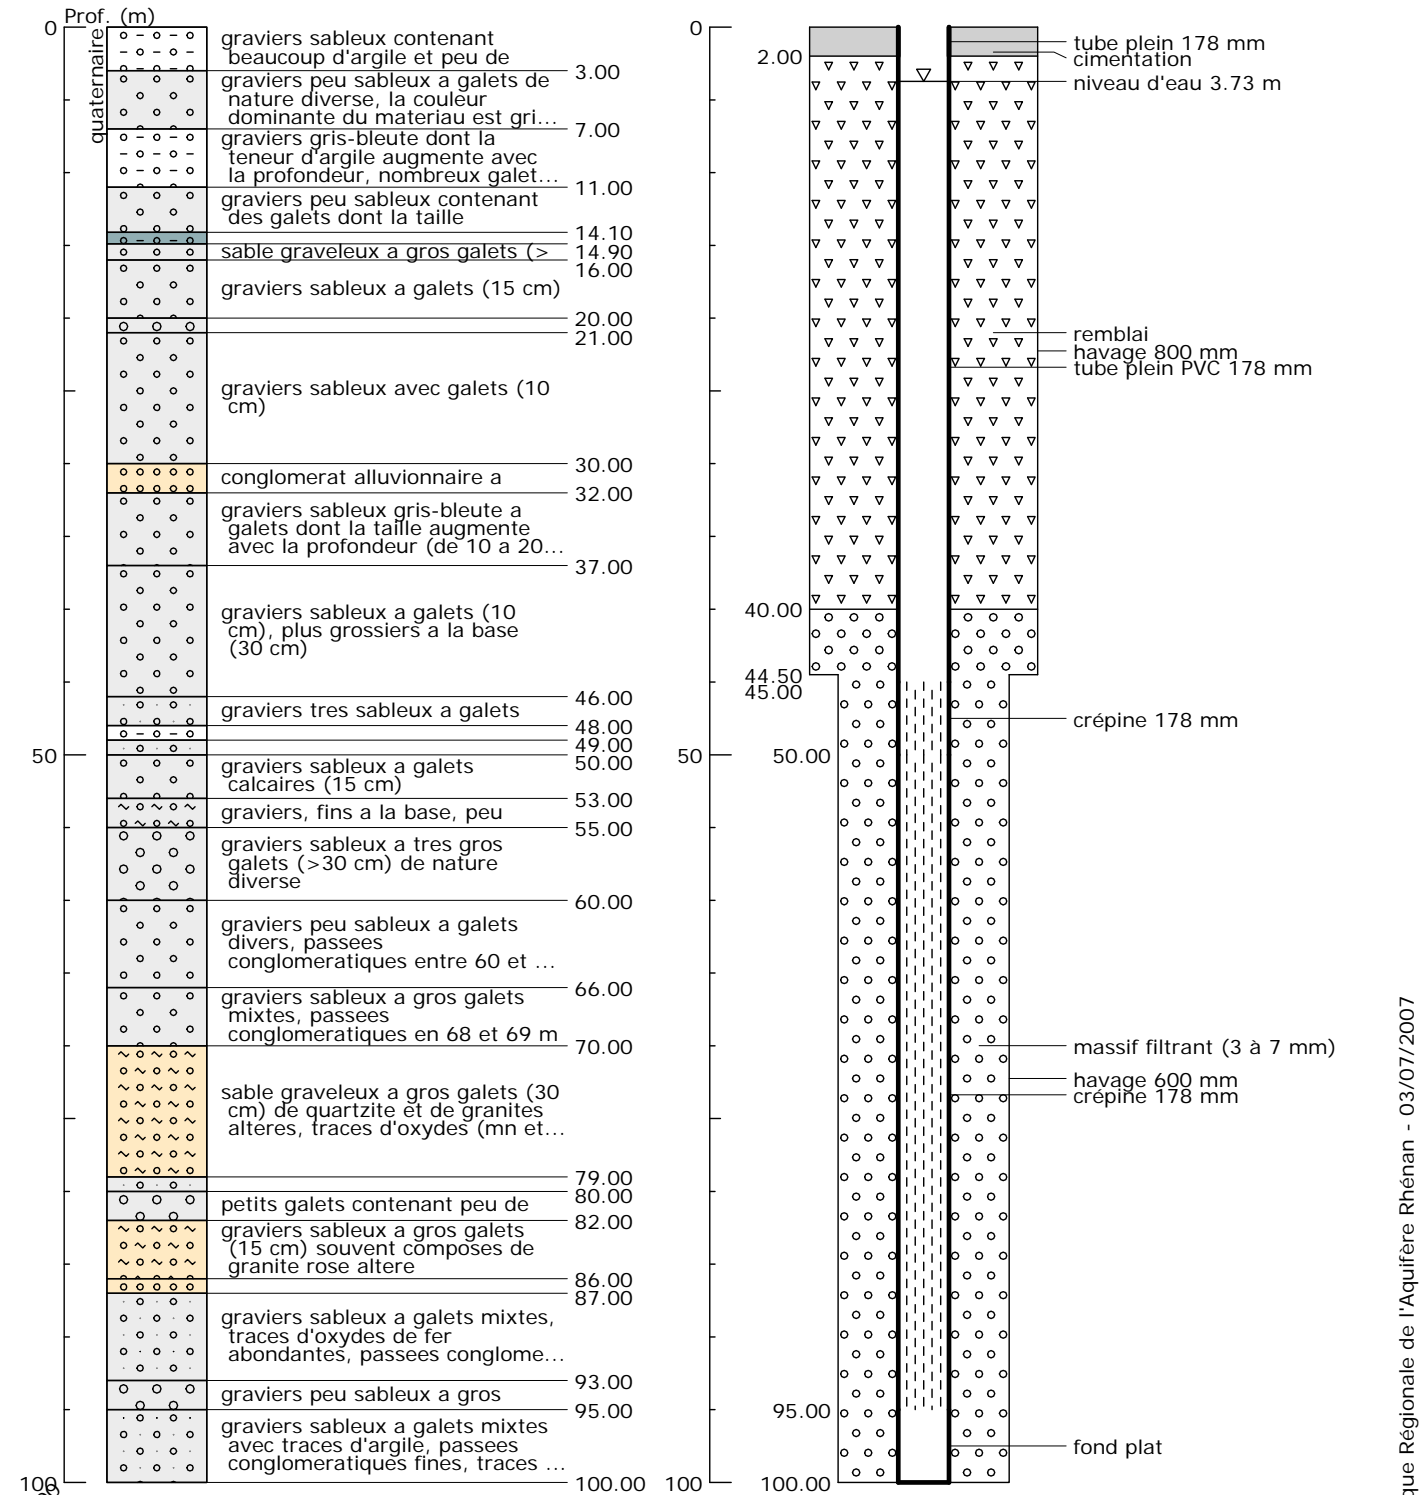 Prof. (m)
0
quaternaire
graviers sableux contenant
beaucoup d'argile et peu de
3.00
graviers peu sableux a galets de
nature diverse, la couleur
dominante du materiau est gri...
7.00
graviers gris-bleute dont la
teneur d'argile augmente avec
la profondeur, nombreux galet...
11.00
graviers peu sableux contenant
des galets dont la taille
14.10
sable graveleux a gros galets (>
14.90
16.00
graviers sableux a galets (15 cm)
20.00
21.00
graviers sableux avec galets (10
cm)
30.00
conglomerat alluvionnaire a
32.00
graviers sableux gris-bleute a
galets dont la taille augmente
avec la profondeur (de 10 a 20...
37.00
graviers sableux a galets (10
cm), plus grossiers a la base
(30 cm)
46.00
graviers tres sableux a galets
48.00
49.00
50
50.00
graviers sableux a galets
calcaires (15 cm)
53.00
graviers, fins a la base, peu
55.00
graviers sableux a tres gros
galets (>30 cm) de nature
diverse
60.00
graviers peu sableux a galets
divers, passees
conglomeratiques entre 60 et ...
66.00
graviers sableux a gros galets
mixtes, passees
conglomeratiques en 68 et 69 m
70.00
sable graveleux a gros galets (30
cm) de quartzite et de granites
alteres, traces d'oxydes (mn et...
79.00
80.00
petits galets contenant peu de
82.00
graviers sableux a gros galets
(15 cm) souvent composes de
granite rose altere
86.00
87.00
graviers sableux a galets mixtes,
traces d'oxydes de fer
abondantes, passees conglome...
93.00
graviers peu sableux a gros
95.00
graviers sableux a galets mixtes
avec traces d'argile, passees
conglomeratiques fines, traces ...
100
100.00
0
2.00
tube plein 178 mm
cimentation
niveau d'eau 3.73 m
remblai
havage 800 mm
tube plein PVC 178 mm
40.00
44.50
45.00
crépine 178 mm
50
50.00
massif filtrant (3 à 7 mm)
havage 600 mm
crépine 178 mm
95.00
fond plat
100
100.00
que Régionale de l'Aquifère Rhénan - 03/07/2007